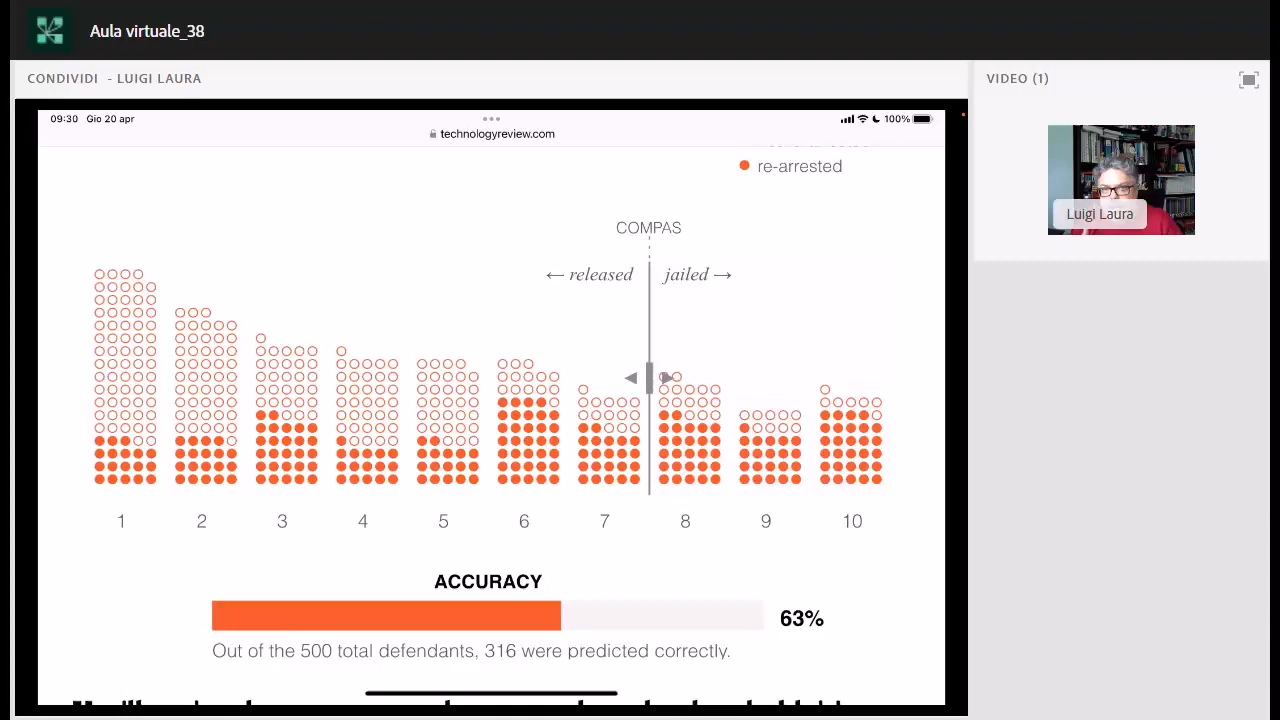 Aula virtuale_38
CONDIVIDI - LUIGI LAURA
VIDEO (1)
09:30 Gio 20 apr
100%
technologyreview.com
re-arrested
Luigi Laura
COMPAS
← released
jailed →
1 2 3 4 5 6 7 8 9 10
ACCURACY
63%
Out of the 500 total defendants, 316 were predicted correctly.